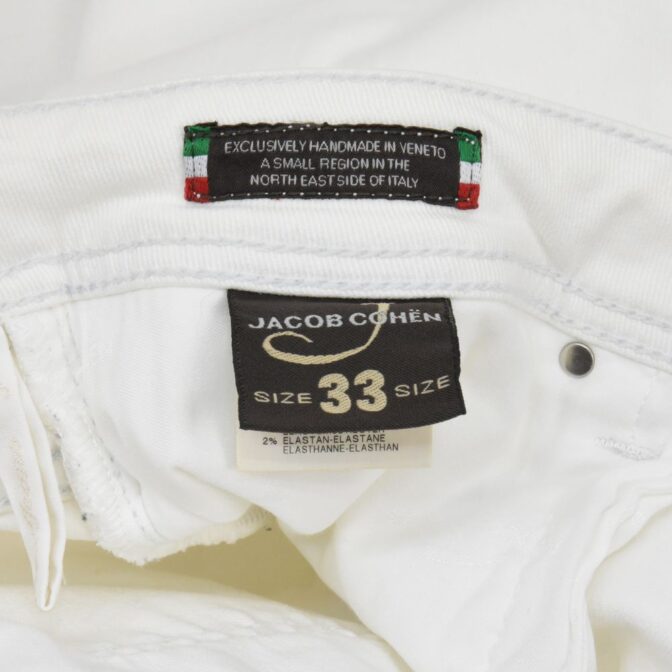 EXCLUSIVELY HANDMADE IN VENETO
A SMALL REGION IN THE
NORTH EAST SIDE OF ITALY
J
JACOB COHËN
SIZE 33 SIZE
2% ELASTAN-ELASTANE
ELASTHANNE-ELASTHAN